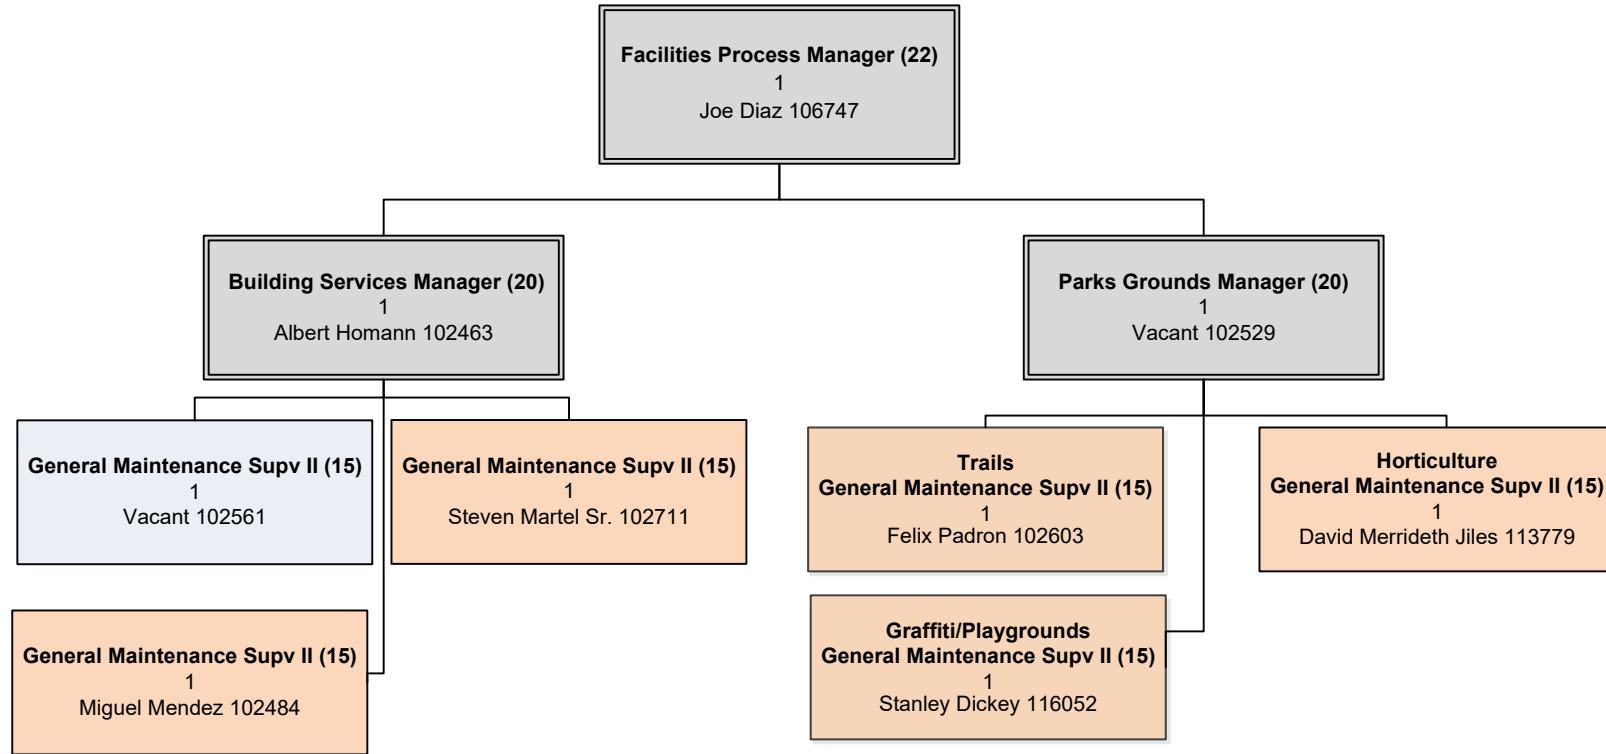 Facilities Process Manager (22)
1
Joe Diaz 106747
Building Services Manager (20)
1
Albert Homann 102463
Parks Grounds Manager (20)
1
Vacant 102529
General Maintenance Supv II (15)
1
Vacant 102561
General Maintenance Supv II (15)
1
Steven Martel Sr. 102711
Trails
General Maintenance Supv II (15)
1
Felix Padron 102603
Horticulture
General Maintenance Supv II (15)
1
David Merrideth Jiles 113779
General Maintenance Supv II (15)
1
Miguel Mendez 102484
Graffiti/Playgrounds
General Maintenance Supv II (15)
1
Stanley Dickey 116052